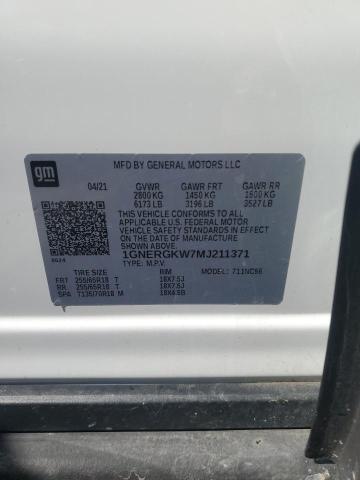 gm
MFD BY GENERAL MOTORS LLC
04/21 GVWR GAWR FRT GAWR RR
2800 KG 1450 KG 1600 KG
6173 LB 3196 LB 3527 LB
THIS VEHICLE CONFORMS TO ALL
APPLICABLE U.S. FEDERAL MOTOR
VEHICLE SAFETY STANDARDS IN
EFFECT ON THE DATE OF
MANUFACTURE SHOWN ABOVE.
1GNERGKW7MJ211371
TYPE: M.P.V. MODEL:
TIRE SIZE RIM
FRT 255/65R18 T 18X7.5J
RR 255/65R18 T 18X7.5J
SPA T135/70R18 M 18X4.5B